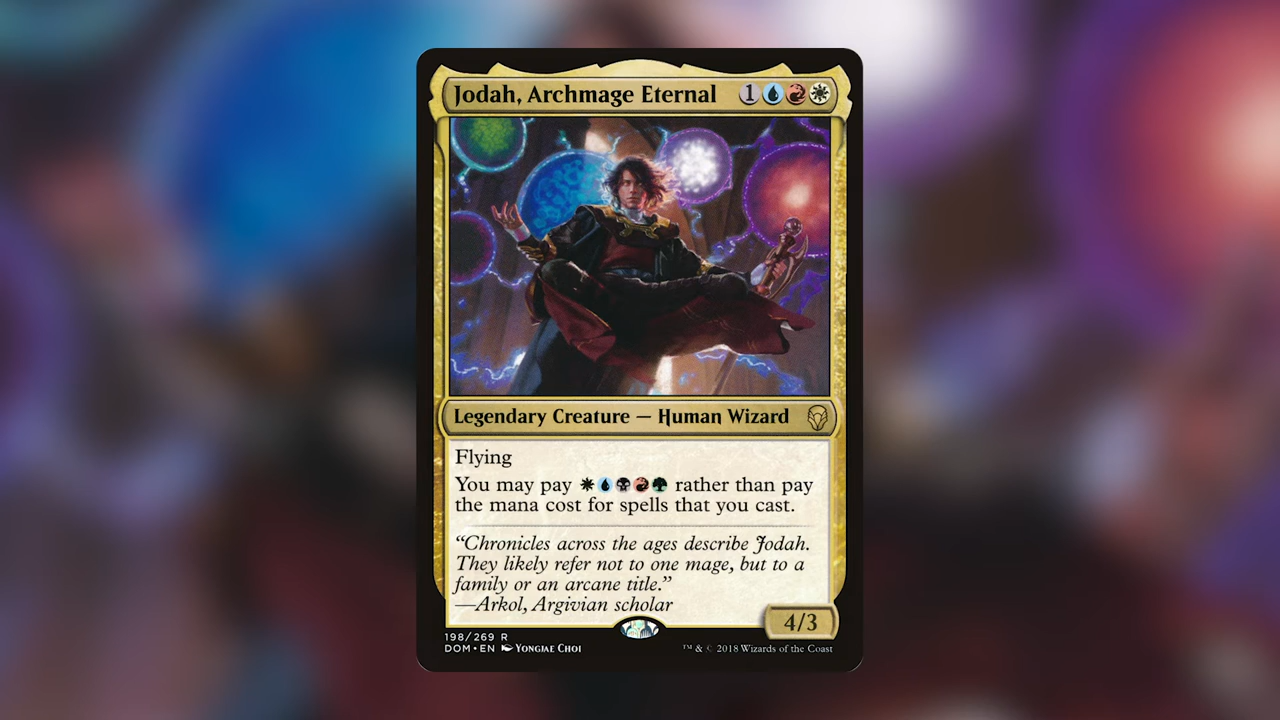 Jodah, Archmage Eternal 1
Legendary Creature — Human Wizard
Flying
You may pay rather than pay
the mana cost for spells that you cast.
“Chronicles across the ages describe Jodah.
They likely refer not to one mage, but to a
family or an arcane title.”
—Arkol, Argivian scholar
4/3
198/269 R
DOM • EN Yongjae Choi
™ & © 2018 Wizards of the Coast